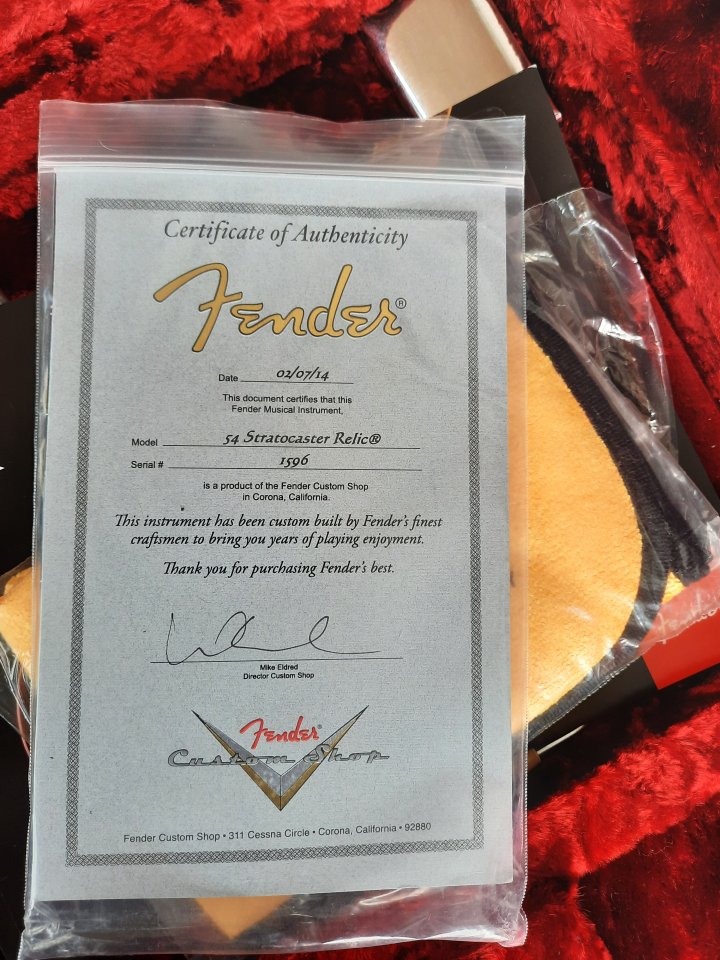 Certificate of Authenticity
Fender®
Date 02/07/14
This document certifies that this
Fender Musical Instrument,
Model 54 Stratocaster Relic®
Serial # 1596
is a product of the Fender Custom Shop
in Corona, California.
This instrument has been custom built by Fender's finest
craftsmen to bring you years of playing enjoyment.
Thank you for purchasing Fender's best.
Mike Eldred
Director Custom Shop
Fender®
Custom Shop
Fender Custom Shop • 311 Cessna Circle • Corona, California • 92880